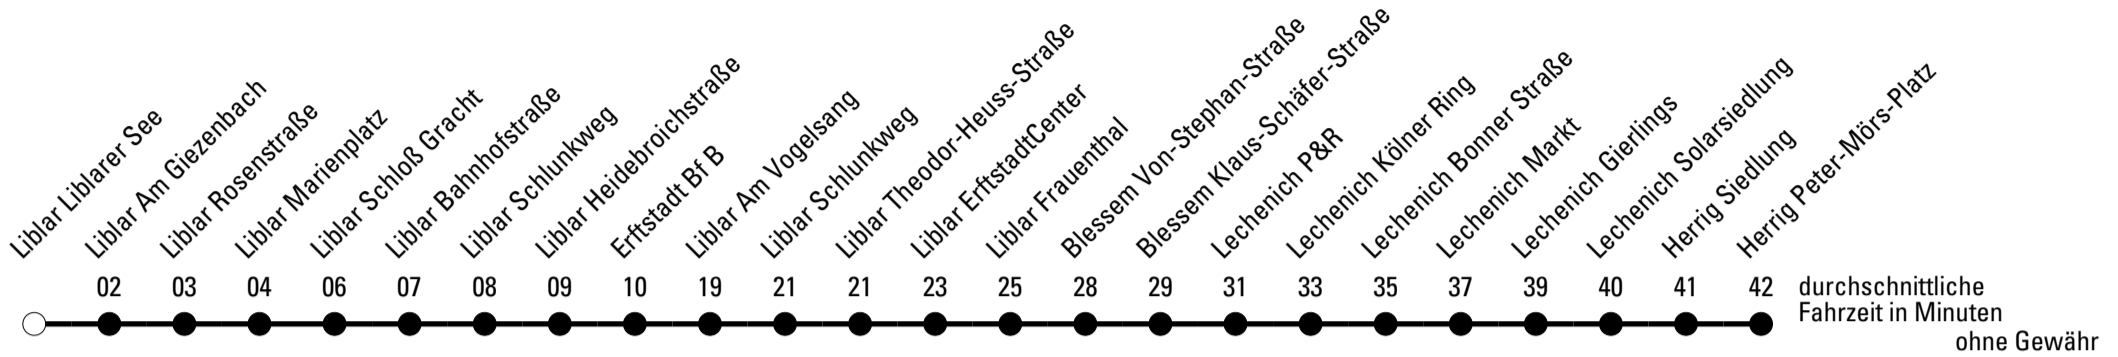 Liblar Liblarer See
Liblar Am Giezenbach
Liblar Rosenstraße
Liblar Marienplatz
Liblar Schloß Gracht
Liblar Bahnhofstraße
Liblar Schlunkweg
Liblar Heidebroichstraße
Erftstadt Bf B
Liblar Am Vogelsang
Liblar Schlunkweg
Liblar Theodor-Heuss-Straße
Liblar ErftstadtCenter
Liblar Frauenthal
Blessem Von-Stephan-Straße
Blessem Klaus-Schäfer-Straße
Lechenich P&R
Lechenich Kölner Ring
Lechenich Bonner Straße
Lechenich Markt
Lechenich Gierlings
Lechenich Solarsiedlung
Herrig Siedlung
Herrig Peter-Mörs-Platz
02 03 04 06 07 08 09 10 19 21 21 23 25 28 29 31 33 35 37 39 40 41 42 durchschnittliche
Fahrzeit in Minuten
ohne Gewähr